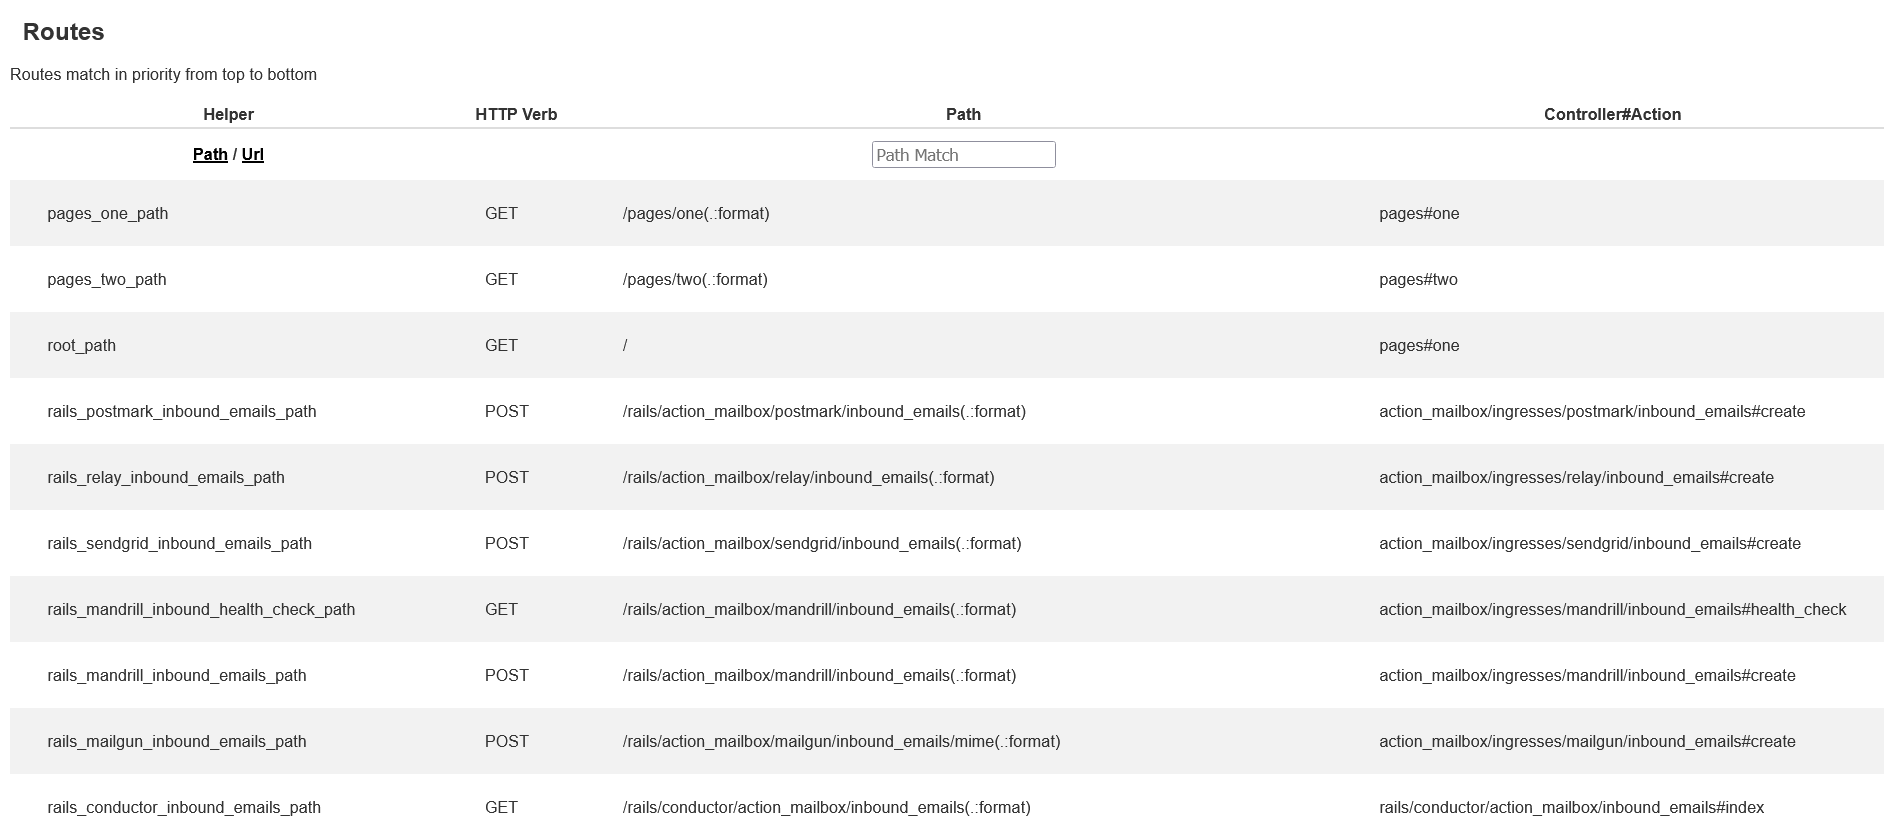 Routes
Routes match in priority from top to bottom
Helper HTTP Verb Path Controller#Action
Path / Url Path Match
pages_one_path GET /pages/one(.:format) pages#one
pages_two_path GET /pages/two(.:format) pages#two
root_path GET / pages#one
rails_postmark_inbound_emails_path POST /rails/action_mailbox/postmark/inbound_emails(.:format) action_mailbox/ingresses/postmark/inbound_emails#create
rails_relay_inbound_emails_path POST /rails/action_mailbox/relay/inbound_emails(.:format) action_mailbox/ingresses/relay/inbound_emails#create
rails_sendgrid_inbound_emails_path POST /rails/action_mailbox/sendgrid/inbound_emails(.:format) action_mailbox/ingresses/sendgrid/inbound_emails#create
rails_mandrill_inbound_health_check_path GET /rails/action_mailbox/mandrill/inbound_emails(.:format) action_mailbox/ingresses/mandrill/inbound_emails#health_check
rails_mandrill_inbound_emails_path POST /rails/action_mailbox/mandrill/inbound_emails(.:format) action_mailbox/ingresses/mandrill/inbound_emails#create
rails_mailgun_inbound_emails_path POST /rails/action_mailbox/mailgun/inbound_emails/mime(.:format) action_mailbox/ingresses/mailgun/inbound_emails#create
rails_conductor_inbound_emails_path GET /rails/conductor/action_mailbox/inbound_emails(.:format) rails/conductor/action_mailbox/inbound_emails#index